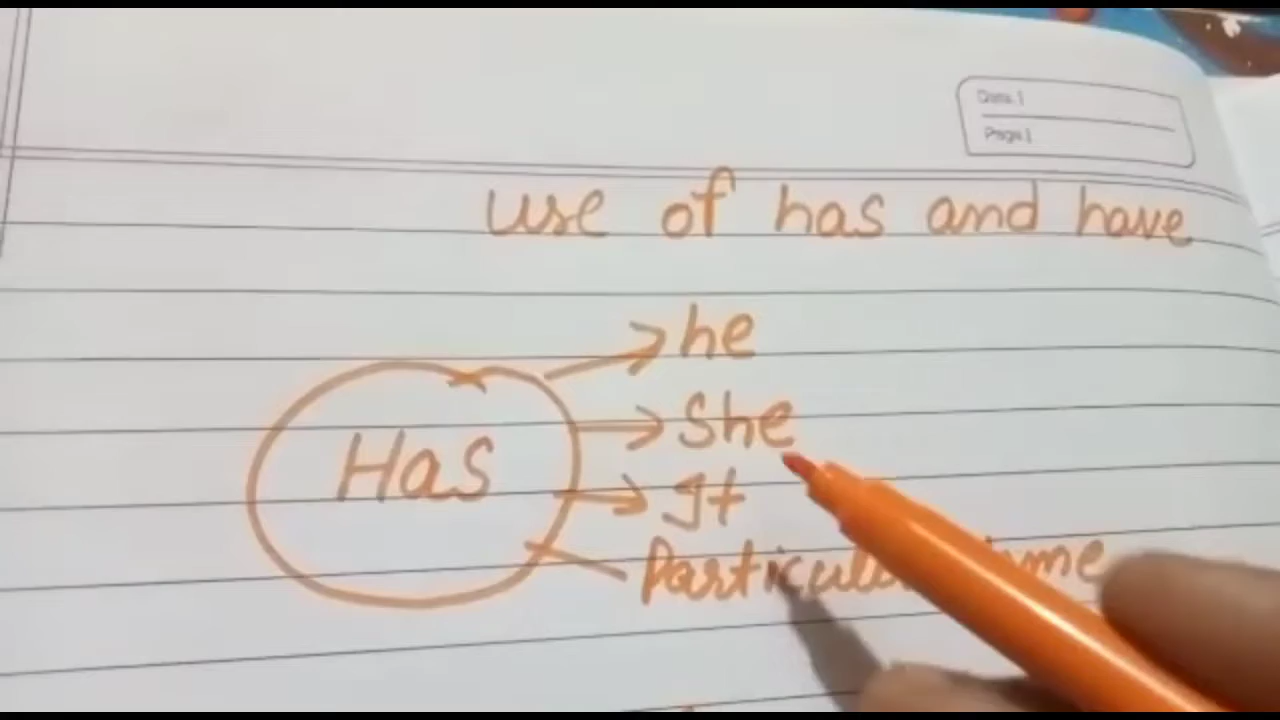 Date:
Page:
use of has and have
Has
he
She
It